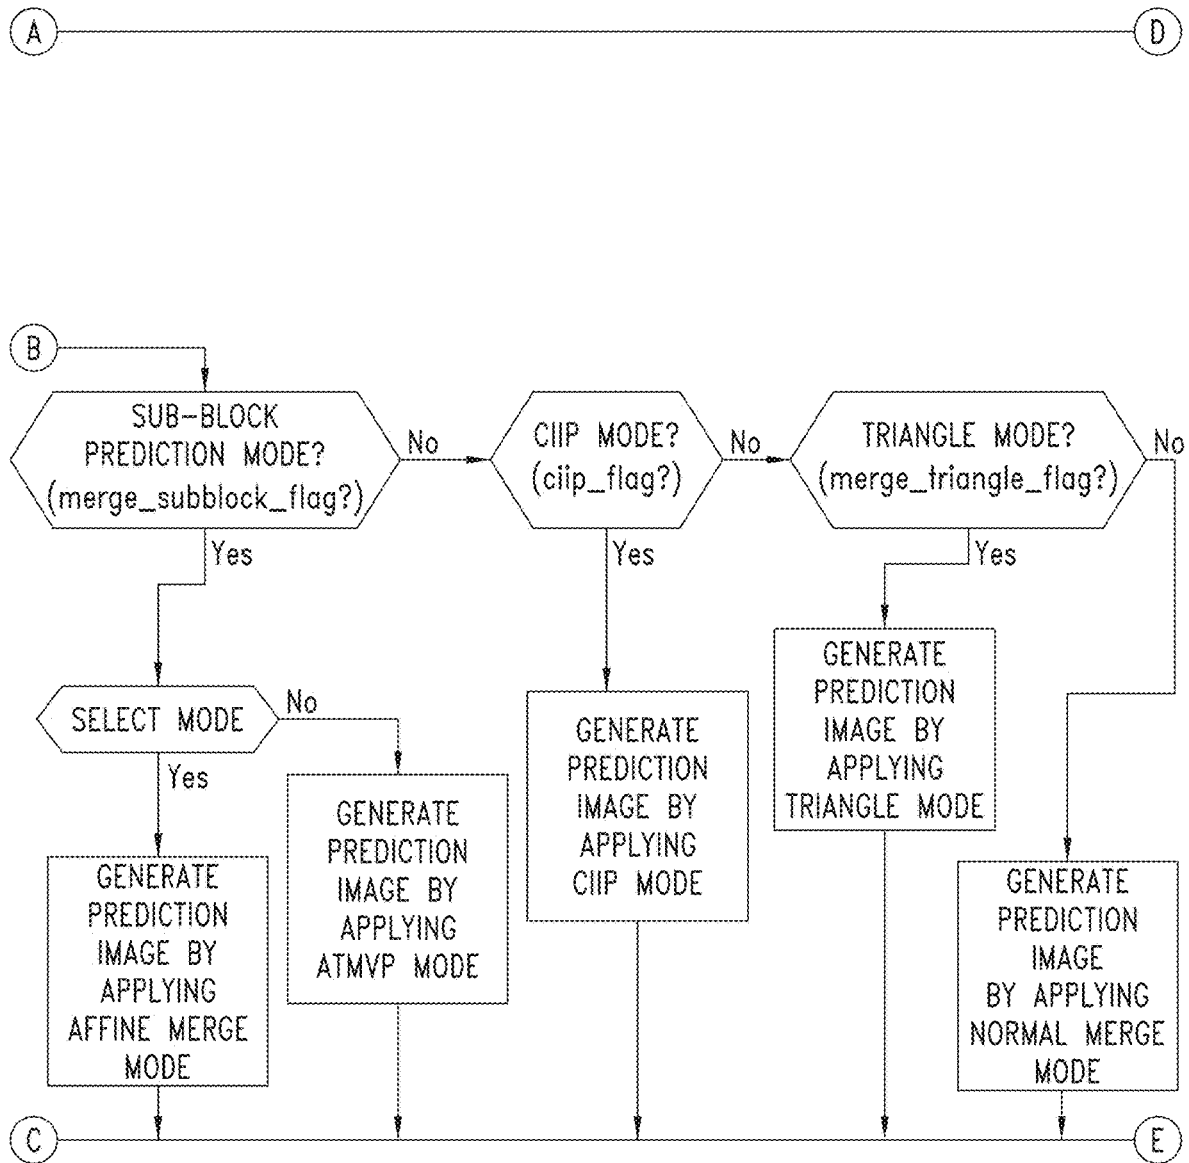 A
D
B
SUB-BLOCK
PREDICTION MODE?
(merge_subblock_flag?)
No
CIIP MODE?
(ciip_flag?)
No
TRIANGLE MODE?
(merge_triangle_flag?)
No
Yes
Yes
Yes
SELECT MODE
No
Yes
GENERATE
PREDICTION
IMAGE BY
APPLYING
AFFINE MERGE
MODE
GENERATE
PREDICTION
IMAGE BY
APPLYING
ATMVP MODE
GENERATE
PREDICTION
IMAGE BY
APPLYING
CIIP MODE
GENERATE
PREDICTION
IMAGE BY
APPLYING
TRIANGLE MODE
GENERATE
PREDICTION
IMAGE
BY APPLYING
NORMAL MERGE
MODE
C
E